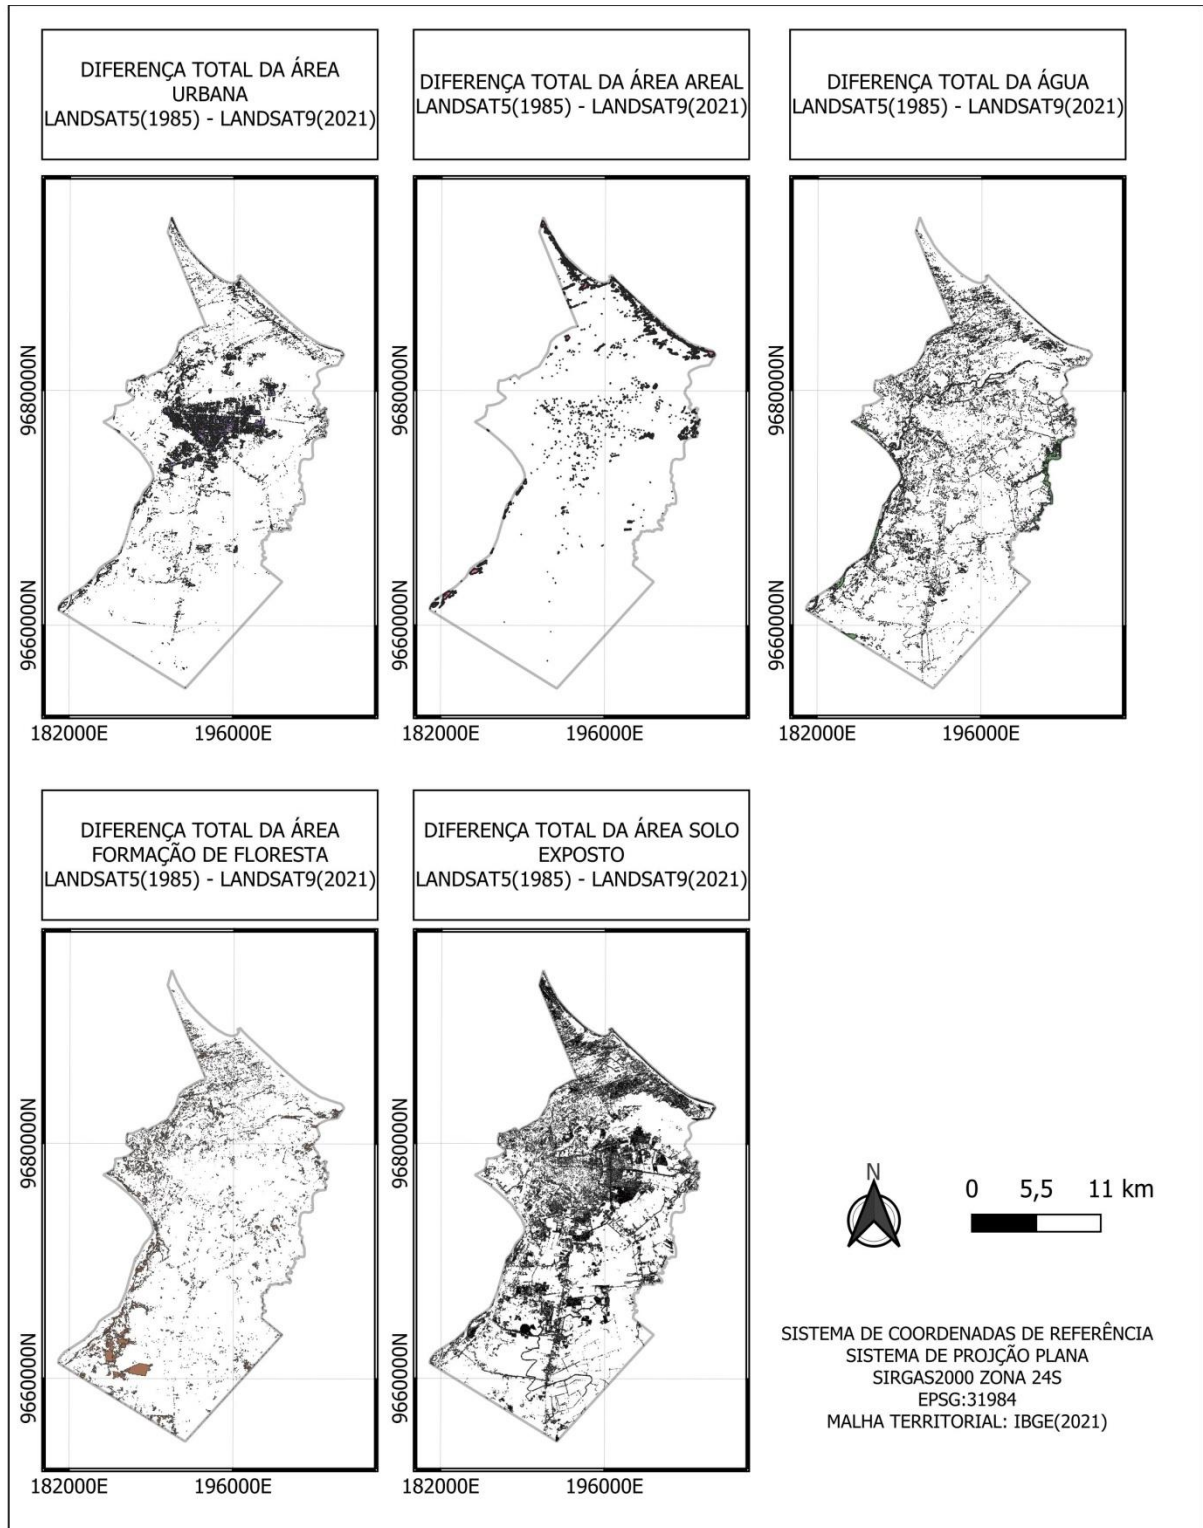 DIFERENÇA TOTAL DA ÁREA
URBANA
LANDSAT5(1985) - LANDSAT9(2021)
DIFERENÇA TOTAL DA ÁREA AREAL
LANDSAT5(1985) - LANDSAT9(2021)
DIFERENÇA TOTAL DA ÁGUA
LANDSAT5(1985) - LANDSAT9(2021)
9680000N
9660000N
182000E
196000E
9680000N
9660000N
182000E
196000E
9680000N
9660000N
182000E
196000E
DIFERENÇA TOTAL DA ÁREA
FORMAÇÃO DE FLORESTA
LANDSAT5(1985) - LANDSAT9(2021)
DIFERENÇA TOTAL DA ÁREA SOLO
EXPOSTO
LANDSAT5(1985) - LANDSAT9(2021)
9680000N
9660000N
182000E
196000E
9680000N
9660000N
182000E
196000E
N
0 5,5 11 km
SISTEMA DE COORDENADAS DE REFERÊNCIA
SISTEMA DE PROJÇÃO PLANA
SIRGAS2000 ZONA 24S
EPSG:31984
MALHA TERRITORIAL: IBGE(2021)